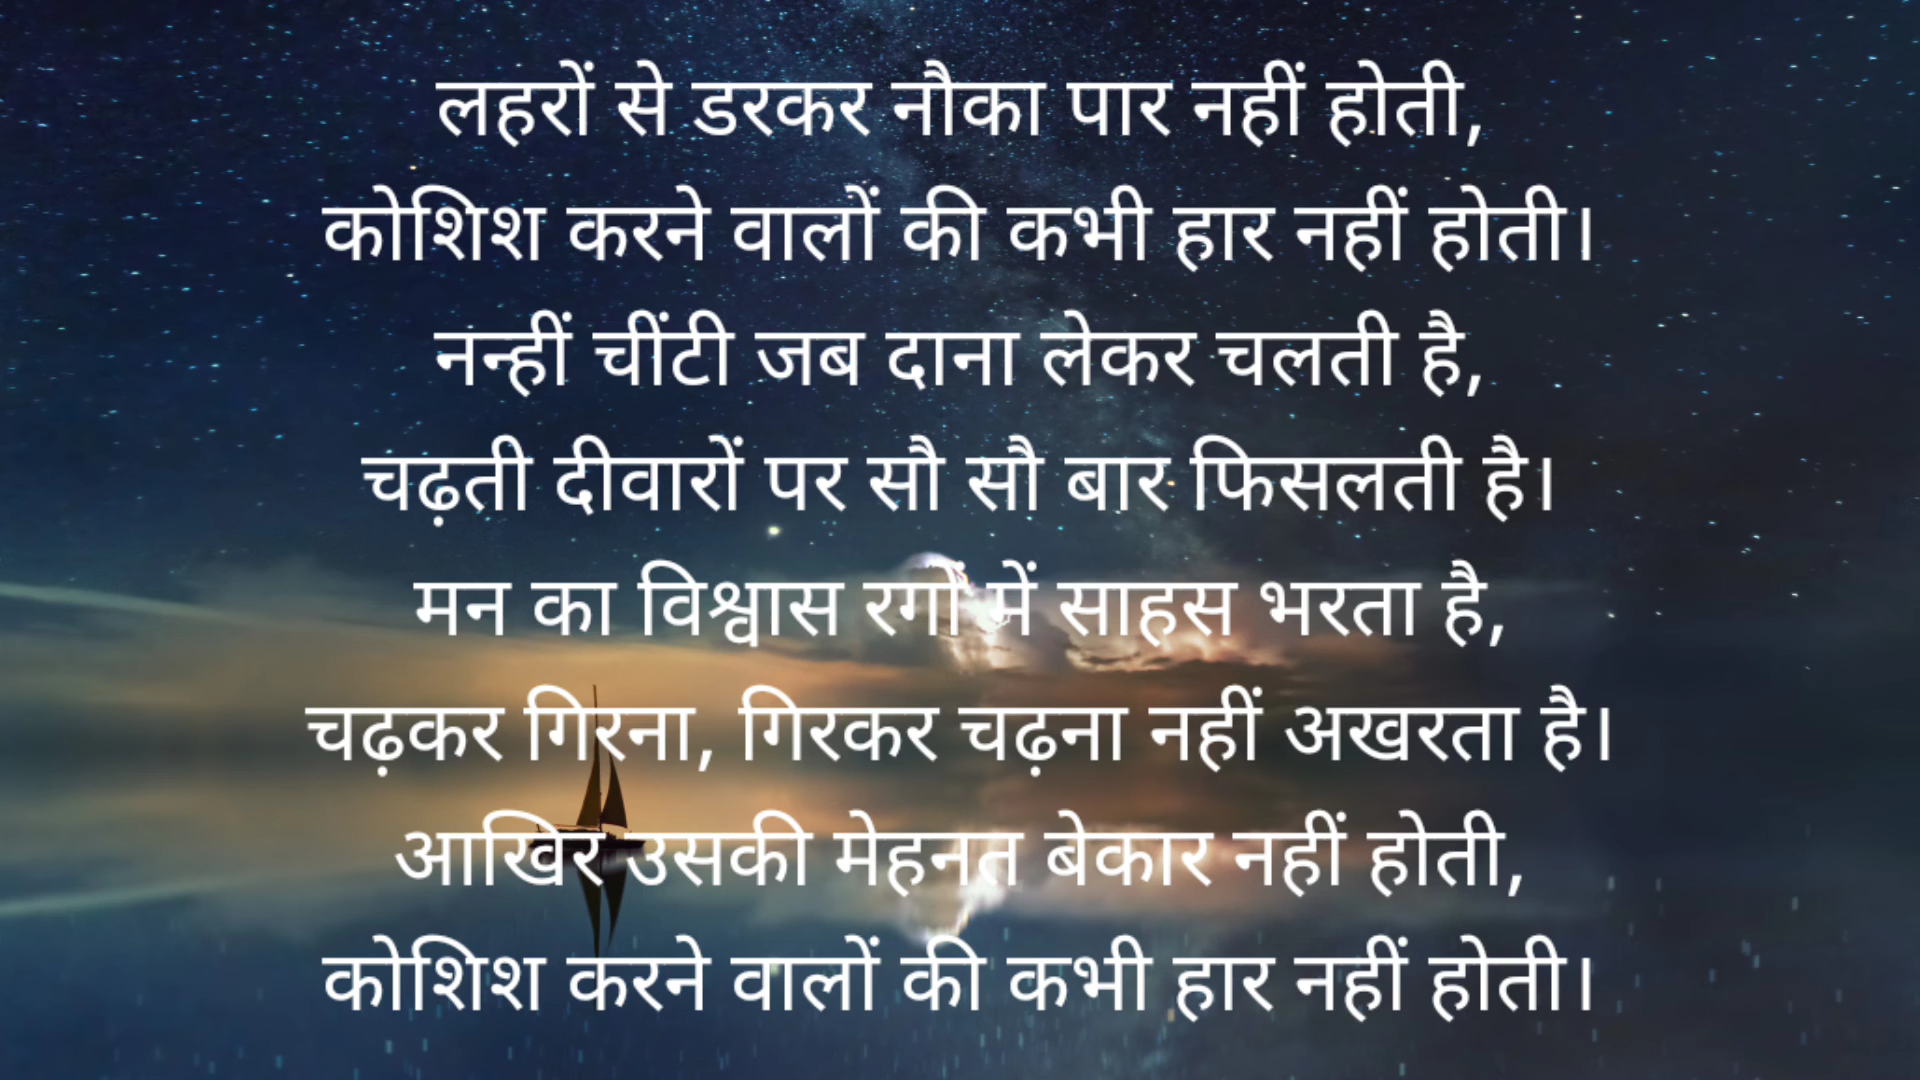 लहरों से डरकर नौका पार नहीं होती,
कोशिश करने वालों की कभी हार नहीं होती।
नन्हीं चींटी जब दाना लेकर चलती है,
चढ़ती दीवारों पर सौ सौ बार फिसलती है।
मन का विश्वास रगों में साहस भरता है,
चढ़कर गिरना, गिरकर चढ़ना नहीं अखरता है।
आखिर उसकी मेहनत बेकार नहीं होती,
कोशिश करने वालों की कभी हार नहीं होती।